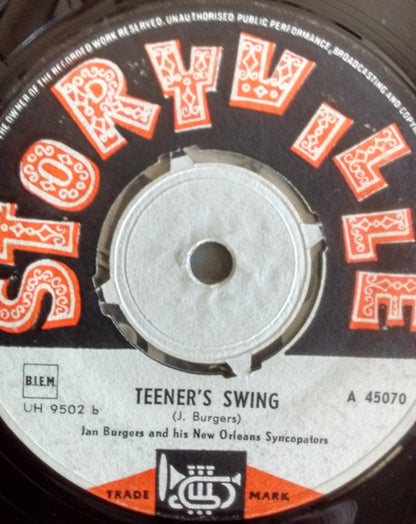 THE OWNER OF THE RECORDED WORK RESERVED. UNAUTHORISED PUBLIC PERFORMANCE, BROADCASTING AND COPY
STORYVILLE
B.I.E.M.
UH 9502 b
TEENER'S SWING
A 45070
(J. Burgers)
Jan Burgers and his New Orleans Syncopators
TRADE MARK